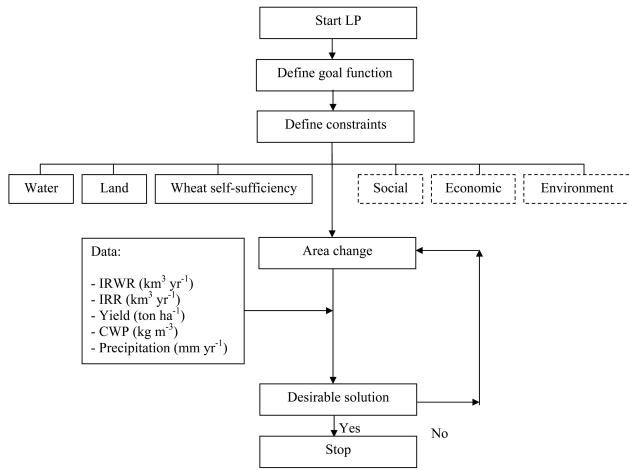 Start LP
Define goal function
Define constraints
Water
Land
Wheat self-sufficiency
Social
Economic
Environment
Area change
Data:
- IRWR (km³ yr⁻¹)
- IRR (km³ yr⁻¹)
- Yield (ton ha⁻¹)
- CWP (kg m⁻³)
- Precipitation (mm yr⁻¹)
Desirable solution
Yes
No
Stop